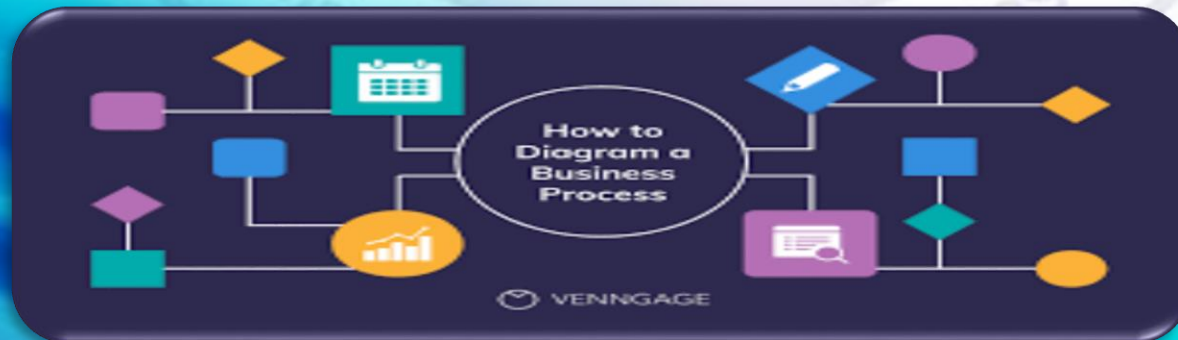 How to
Diagram a
Business
Process
VENNGAGE